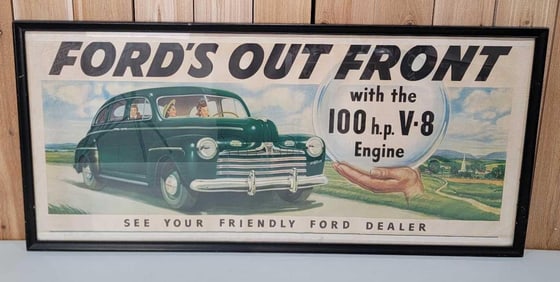 FORD'S OUT FRONT
with the
100 h.p. V-8
Engine
SEE YOUR FRIENDLY FORD DEALER